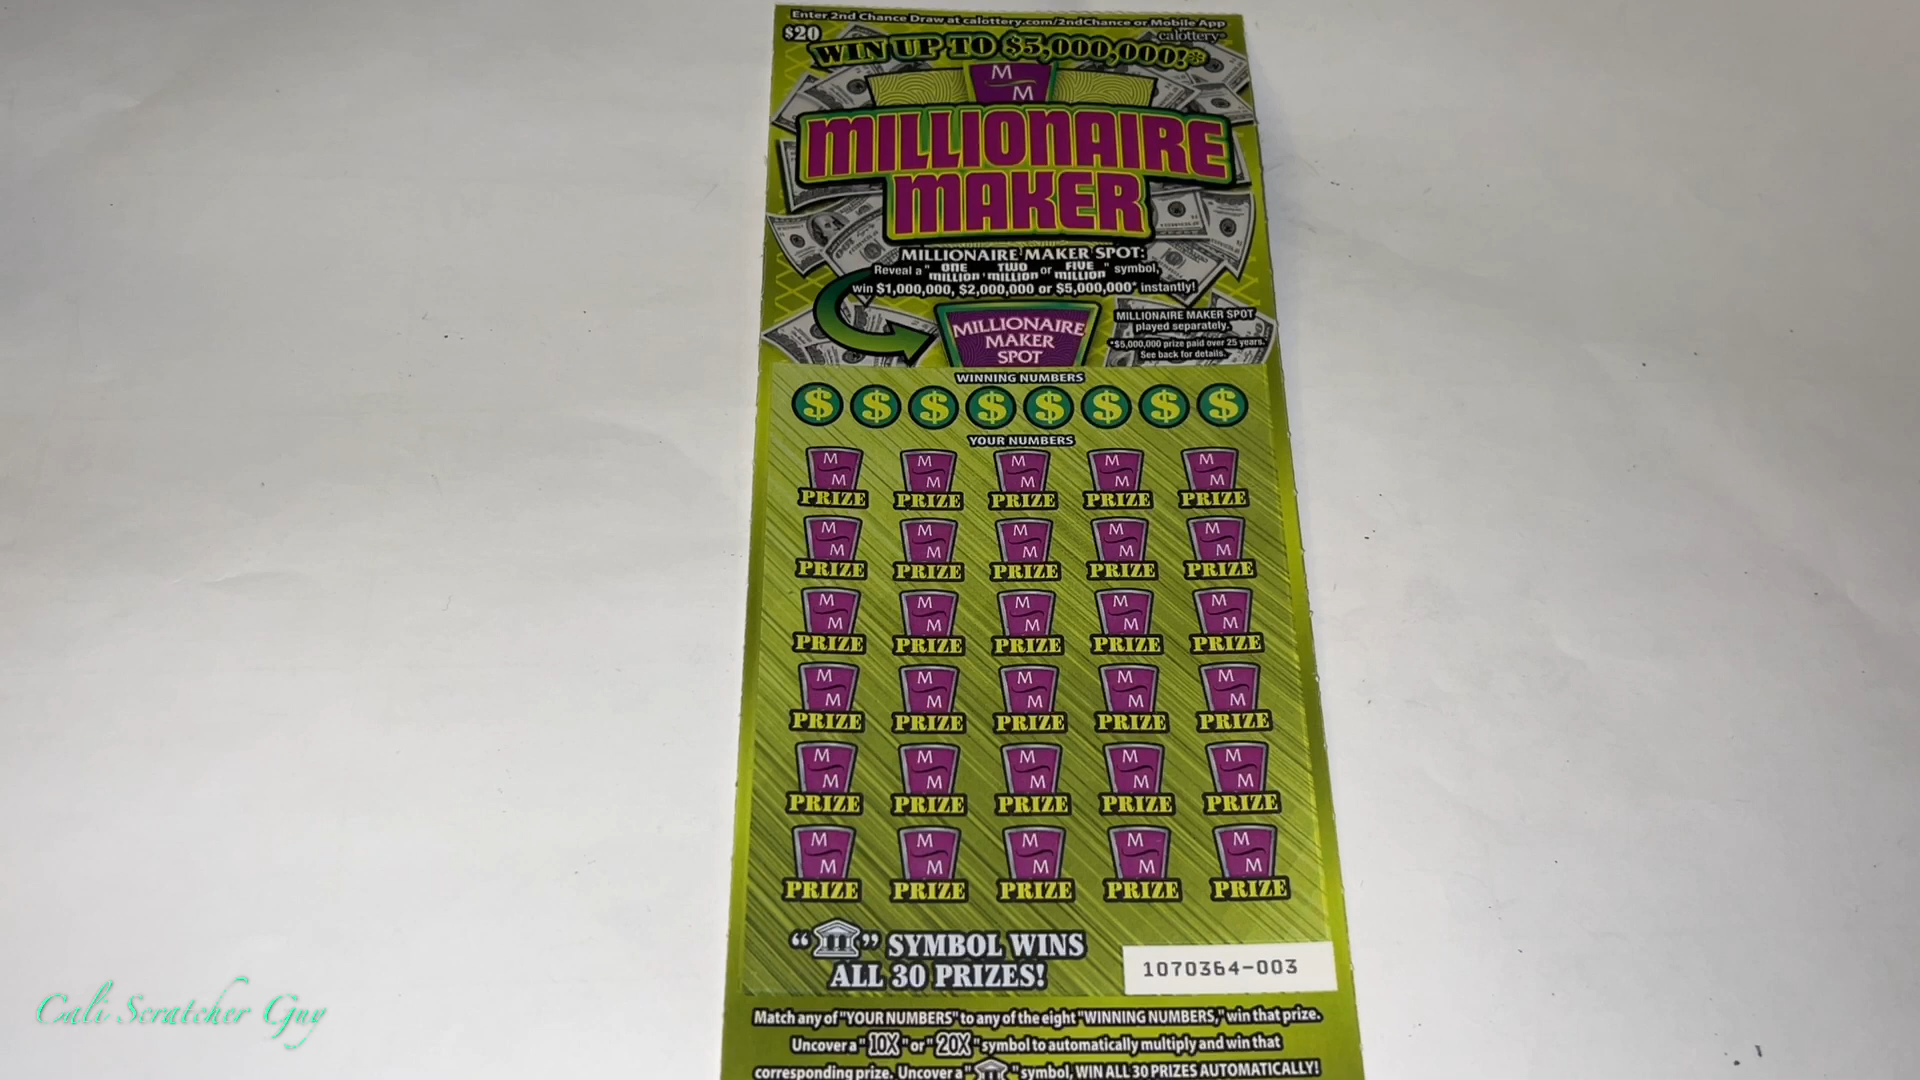 Enter 2nd Chance Draw at calottery.com/2ndChance or Mobile App
$20
calottery
WIN UP TO $5,000,000!*
M
M
MILLIONAIRE
MAKER
MILLIONAIRE MAKER SPOT:
Reveal a "ONE MILLION, TWO MILLION or FIVE MILLION" symbol,
win $1,000,000, $2,000,000 or $5,000,000* instantly!
MILLIONAIRE
MAKER
SPOT
MILLIONAIRE MAKER SPOT
played separately.
*$5,000,000 prize paid over 25 years.
See back for details.
WINNING NUMBERS
$ $ $ $ $ $ $ $
YOUR NUMBERS
M M M M M
M M M M M
PRIZE PRIZE PRIZE PRIZE PRIZE
M M M M M
M M M M M
PRIZE PRIZE PRIZE PRIZE PRIZE
M M M M M
M M M M M
PRIZE PRIZE PRIZE PRIZE PRIZE
M M M M M
M M M M M
PRIZE PRIZE PRIZE PRIZE PRIZE
M M M M M
M M M M M
PRIZE PRIZE PRIZE PRIZE PRIZE
M M M M M
M M M M M
PRIZE PRIZE PRIZE PRIZE PRIZE
" " SYMBOL WINS
ALL 30 PRIZES!
1070364-003
Match any of "YOUR NUMBERS" to any of the eight "WINNING NUMBERS," win that prize.
Uncover a "10X" or "20X" symbol to automatically multiply and win that
corresponding prize. Uncover a " " symbol, WIN ALL 30 PRIZES AUTOMATICALLY!
Cali Scratcher Guy